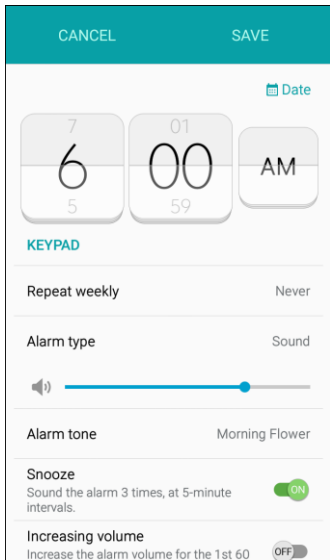 CANCEL SAVE
Date
7 01
6 00 AM
5 59
KEYPAD
Repeat weekly Never
Alarm type Sound
Alarm tone Morning Flower
Snooze
Sound the alarm 3 times, at 5-minute ON
intervals.
Increasing volume
Increase the alarm volume for the 1st 60 OFF